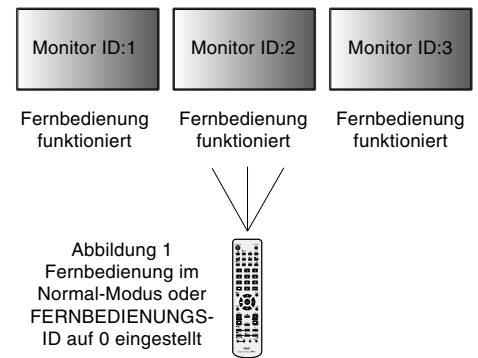 Monitor ID:1 Monitor ID:2 Monitor ID:3
Fernbedienung Fernbedienung Fernbedienung
funktioniert funktioniert funktioniert
Abbildung 1
Fernbedienung im
Normal-Modus oder
FERNBEDIENUNGS-
ID auf 0 eingestellt
NEC